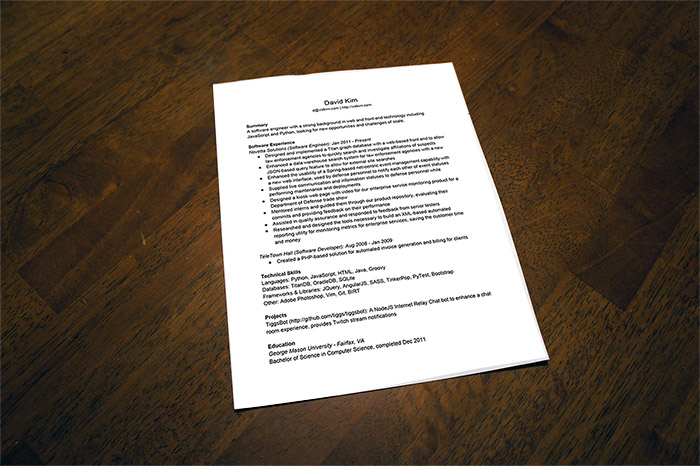 David Kim
d@vidkim.com | http://vidkim.com
Summary
A software engineer with a strong background in web and front end technology including
JavaScript and Python, looking for new opportunities and challenges of scale.
Software Experience
Novetta Solutions (Software Engineer): Jan 2011 - Present
● Designed and implemented a Titan graph database with a web-based front end to allow
law enforcement agencies to quickly search and investigate affiliations of suspects
● Enhanced a data warehouse search system for law enforcement agencies with a new
JSON-based query feature to allow for external site searches
● Enhanced the usability of a Spring-based net-centric event management capability with
a new web interface, used by defense personnel to notify each other of event statuses
● Supplied live communication and information statuses to defense personnel while
performing maintenance and deployments
● Designed a kiosk web page with video for our enterprise service monitoring product for a
Department of Defense trade show
● Mentored interns and guided them through our product repository, evaluating their
commits and providing feedback on their performance
● Assisted in quality assurance and responded to feedback from senior testers
● Researched and designed the tools necessary to build an XML-based automated
reporting utility for monitoring metrics for enterprise services, saving the customer time
and money
TeleTown Hall (Software Developer): Aug 2008 - Jan 2009
● Created a PHP-based solution for automated invoice generation and billing for clients
Technical Skills
Languages: Python, JavaScript, HTML, Java, Groovy
Databases: TitanDB, OracleDB, SQLite
Frameworks & Libraries: JQuery, AngularJS, SASS, TinkerPop, PyTest, Bootstrap
Other: Adobe Photoshop, Vim, Git, BIRT
Projects
TiggsBot (http://github.com/tiggs/tiggsbot): A NodeJS Internet Relay Chat bot to enhance a chat
room experience, provides Twitch stream notifications
Education
George Mason University - Fairfax, VA
Bachelor of Science in Computer Science, completed Dec 2011